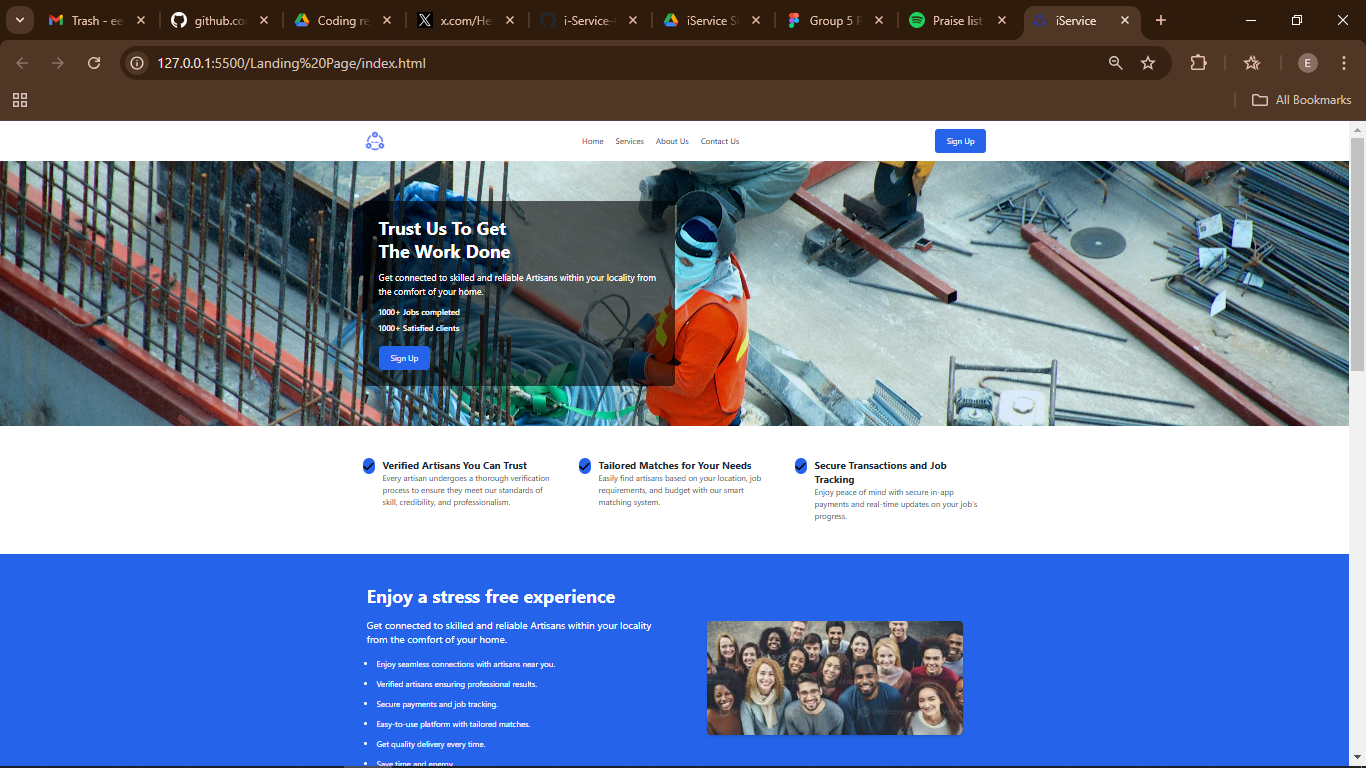 Trash - ee
github.co
Coding re
x.com/He
i-Service-
iService Si
Group 5 P
Praise list
iService
127.0.0.1:5500/Landing%20Page/index.html
E
All Bookmarks
Home Services About Us Contact Us
Sign Up
Trust Us To Get
The Work Done
Get connected to skilled and reliable Artisans within your locality from
the comfort of your home.
1000+ Jobs completed
1000+ Satisfied clients
Sign Up
Verified Artisans You Can Trust
Every artisan undergoes a thorough verification
process to ensure they meet our standards of
skill, credibility, and professionalism.
Tailored Matches for Your Needs
Easily find artisans based on your location, job
requirements, and budget with our smart
matching system.
Secure Transactions and Job
Tracking
Enjoy peace of mind with secure in-app
payments and real-time updates on your job's
progress.
Enjoy a stress free experience
Get connected to skilled and reliable Artisans within your locality
from the comfort of your home.
Enjoy seamless connections with artisans near you.
Verified artisans ensuring professional results.
Secure payments and job tracking.
Easy-to-use platform with tailored matches.
Get quality delivery every time.
Save time and energy